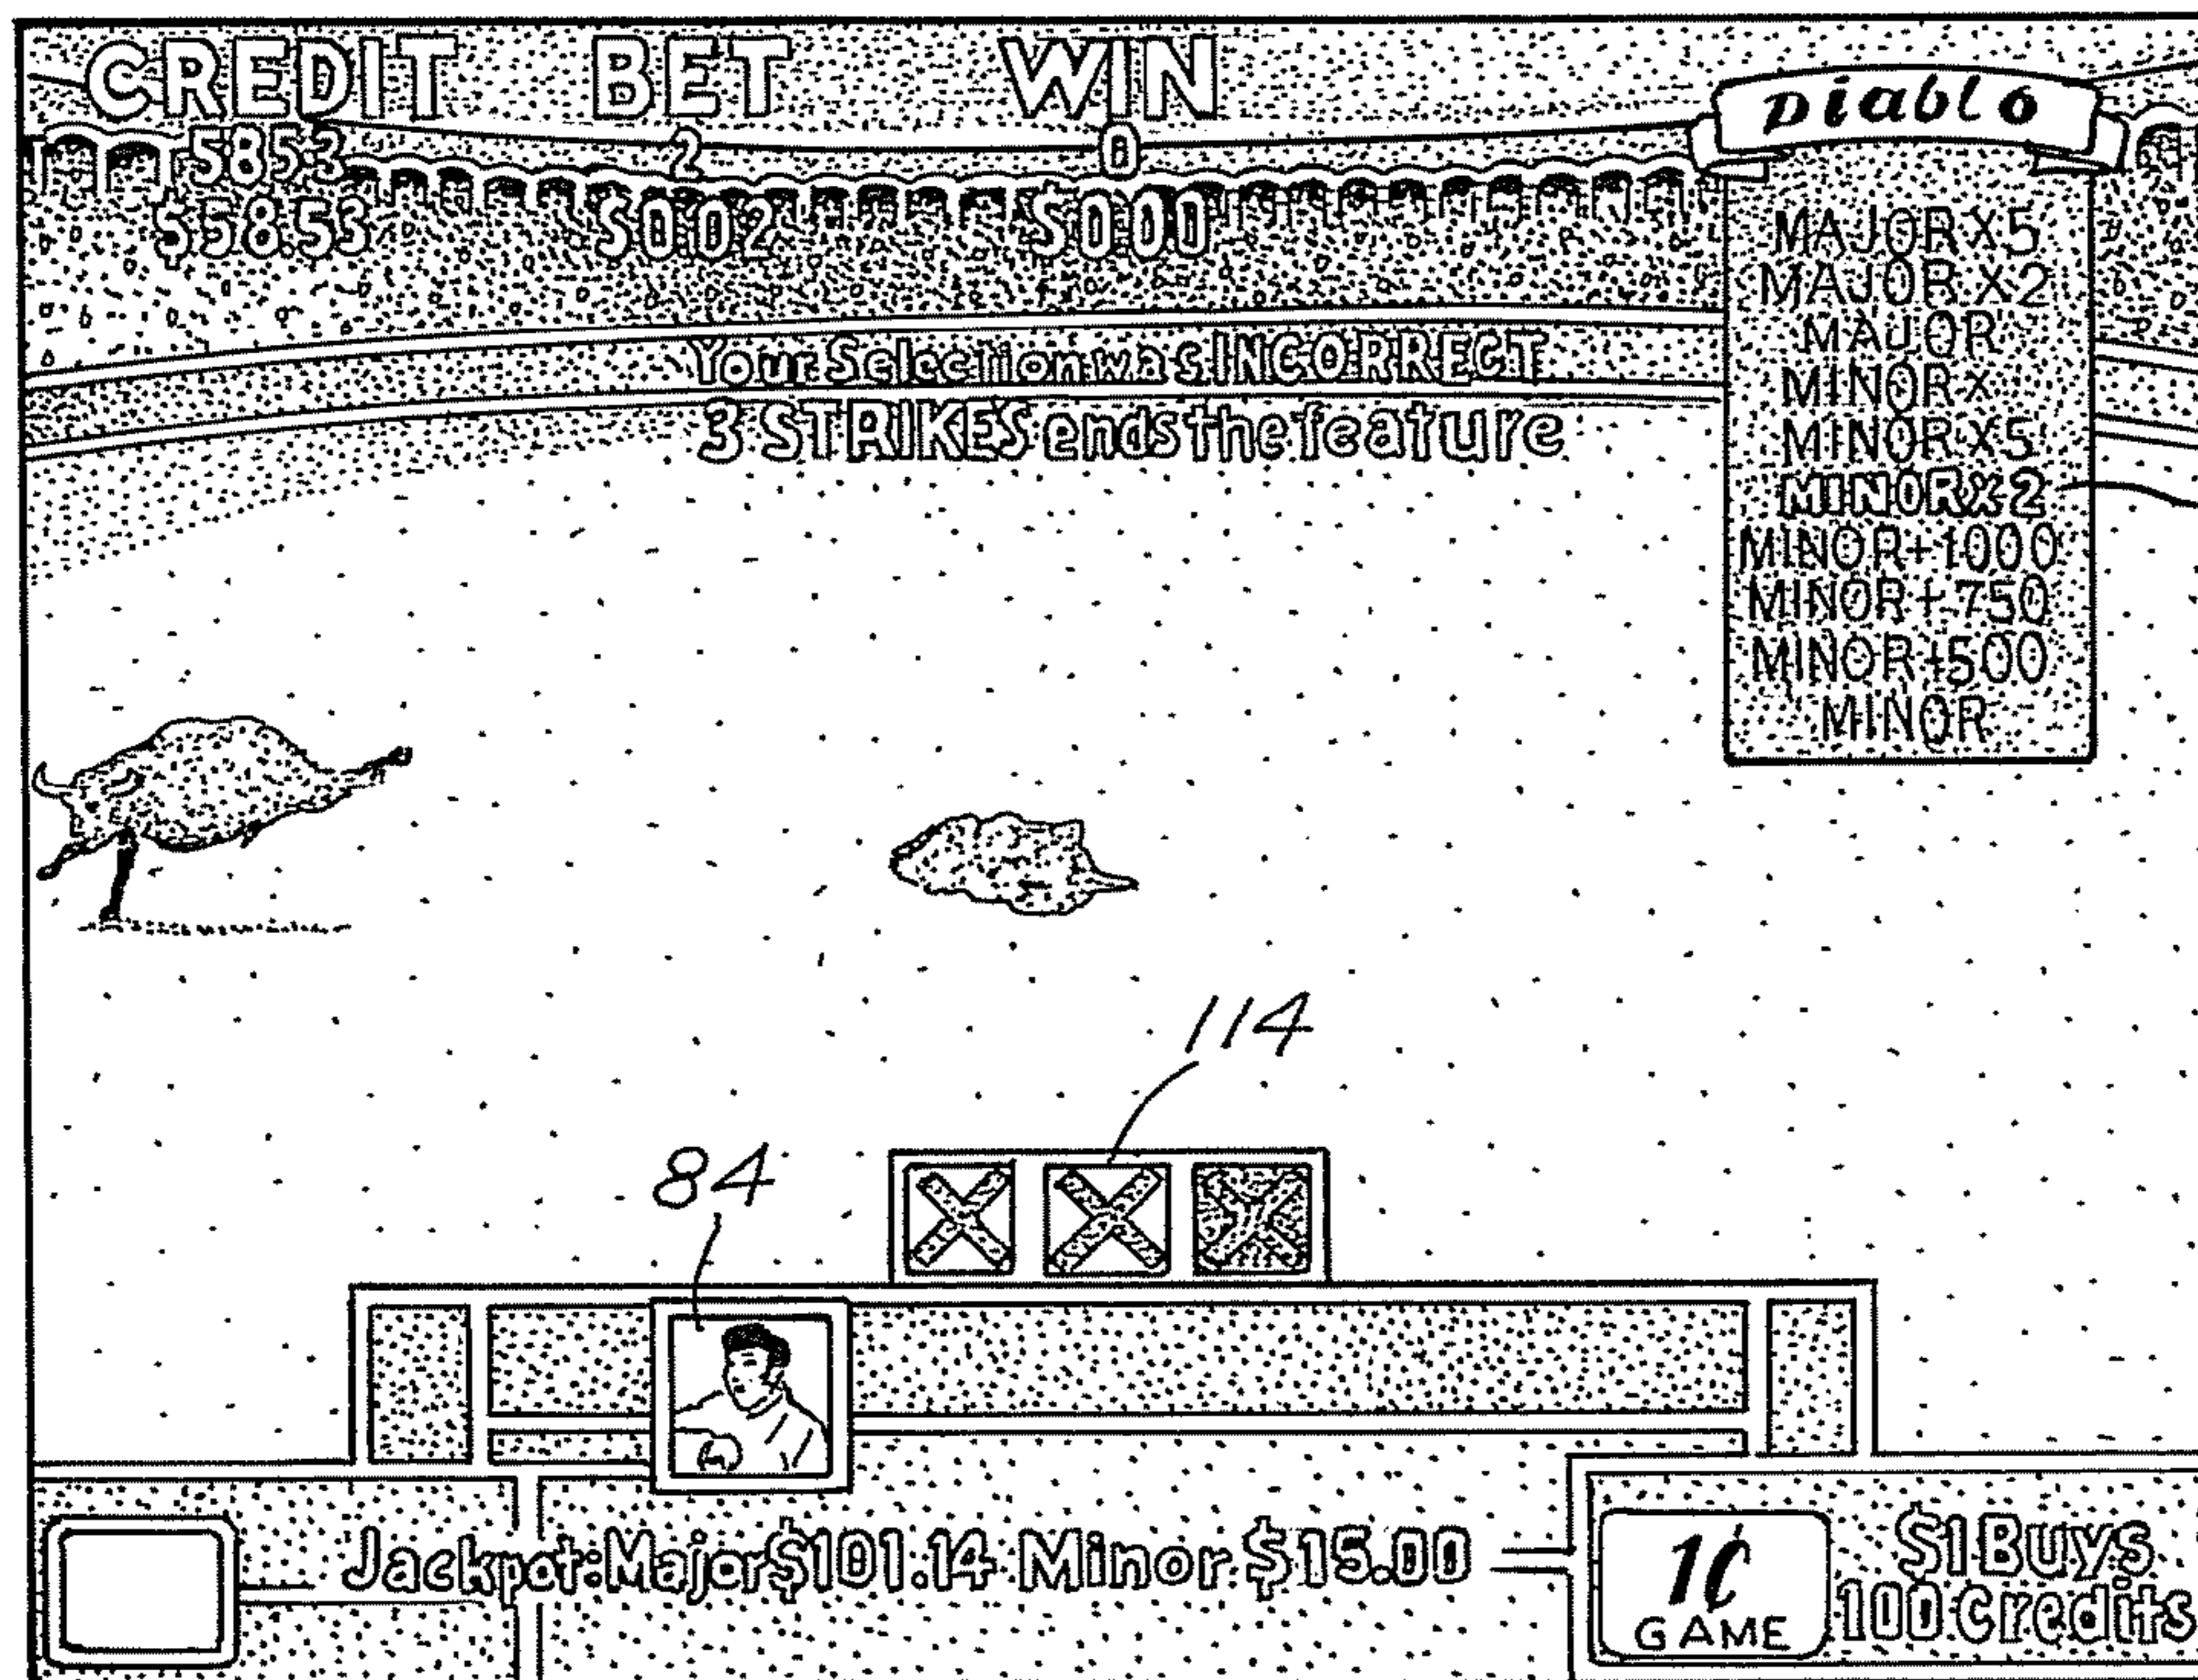 CREDIT BET WIN
5853 2 0
$58.53 $0.02 $0.00
Diablo
MAJOR X5
MAJOR X2
MAJOR
MINOR X
MINOR X5
MINOR X2
MINOR+1000
MINOR+750
MINOR+500
MINOR
Your Selection was INCORRECT
3 STRIKES ends the feature
114
84
Jackpot: Major $101.14 Minor $15.00
1¢
GAME
$1 Buys
100 Credits